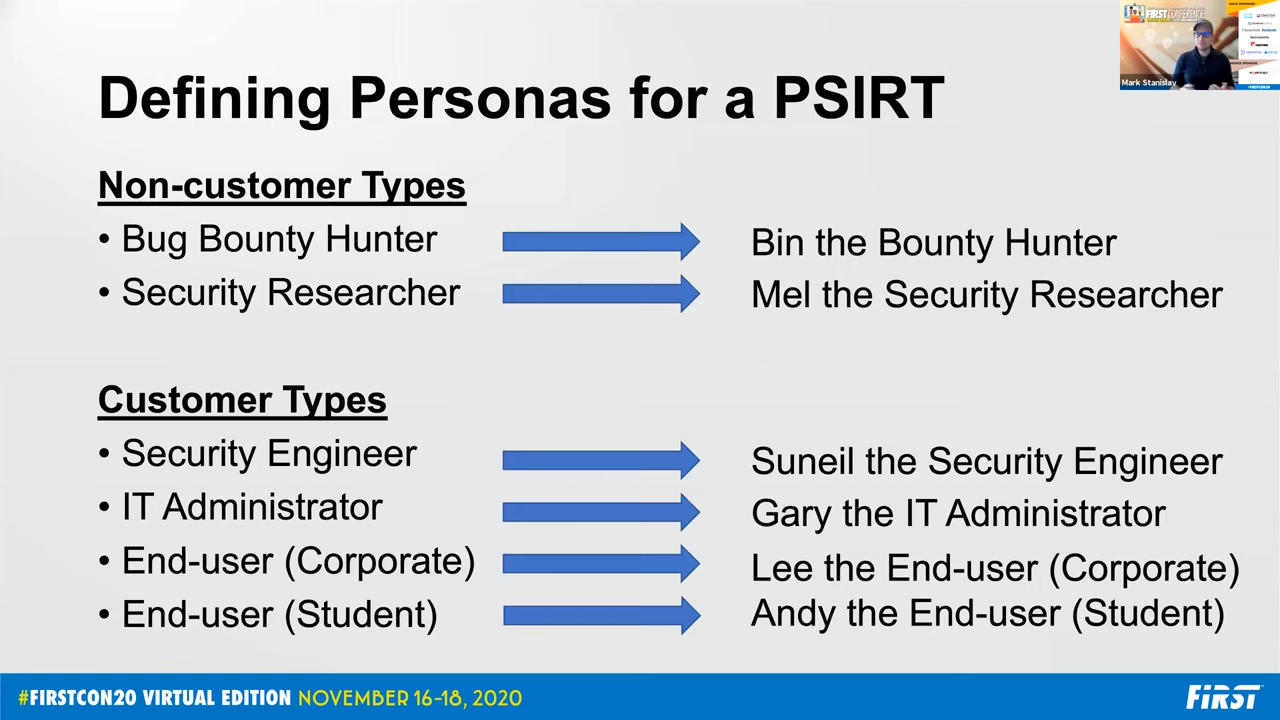 Defining Personas for a PSIRT
FIRST CONFERENCE
Mark Stanislav
Non-customer Types
• Bug Bounty Hunter
Bin the Bounty Hunter
• Security Researcher
Mel the Security Researcher
Customer Types
• Security Engineer
Suneil the Security Engineer
• IT Administrator
Gary the IT Administrator
• End-user (Corporate)
Lee the End-user (Corporate)
• End-user (Student)
Andy the End-user (Student)
#FIRSTCON20 VIRTUAL EDITION NOVEMBER 16-18, 2020
FiRST